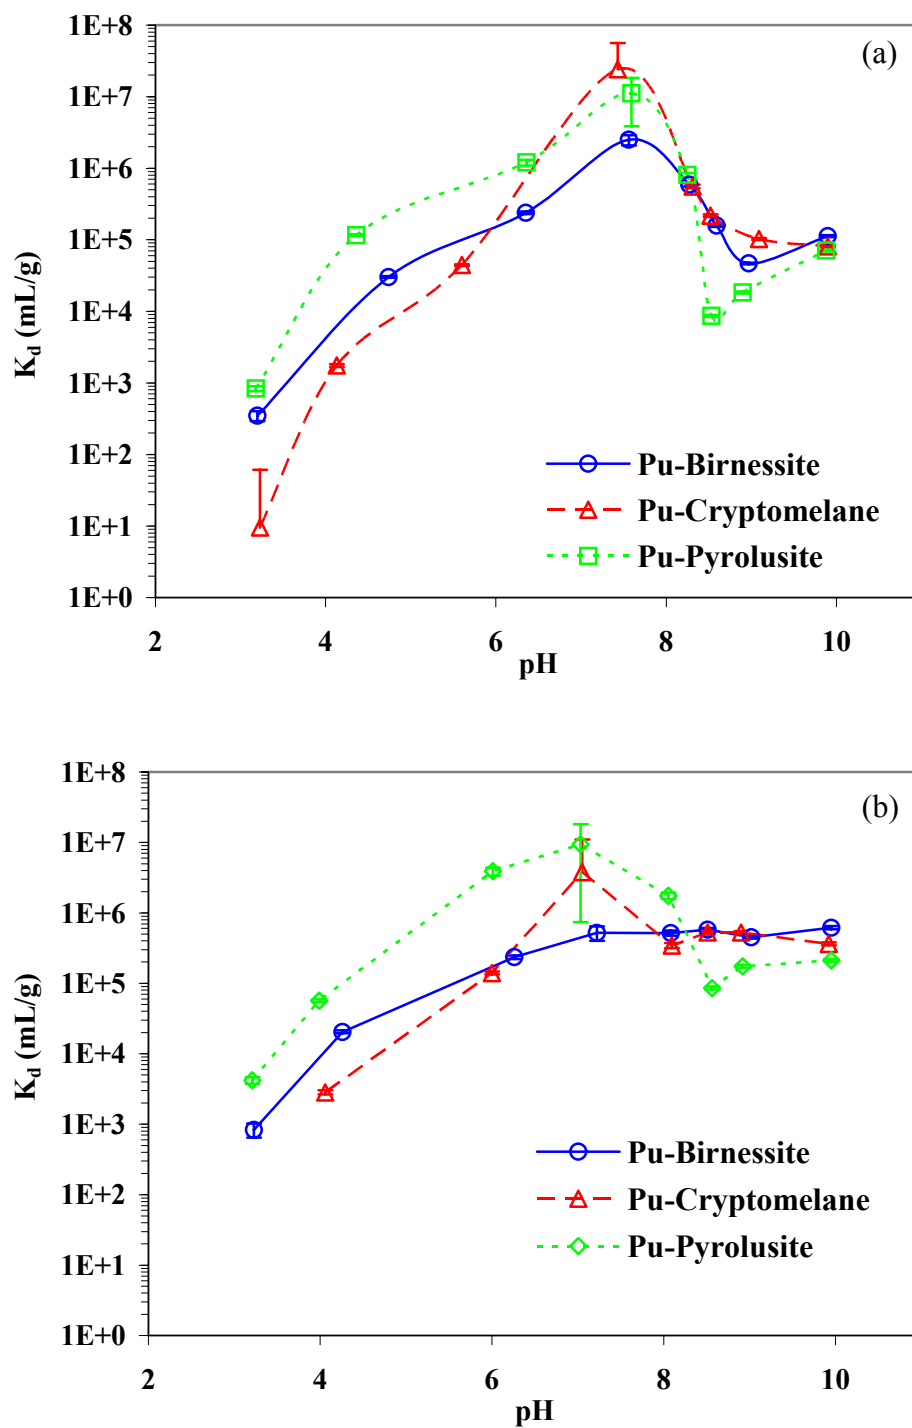 (a)
1E+8
1E+7
1E+6
1E+5
1E+4
1E+3
1E+2
1E+1
1E+0
Kd (mL/g)
Pu-Birnessite
Pu-Cryptomelane
Pu-Pyrolusite
2 4 6 8 10
pH
(b)
1E+8
1E+7
1E+6
1E+5
1E+4
1E+3
1E+2
1E+1
1E+0
Kd (mL/g)
Pu-Birnessite
Pu-Cryptomelane
Pu-Pyrolusite
2 4 6 8 10
pH